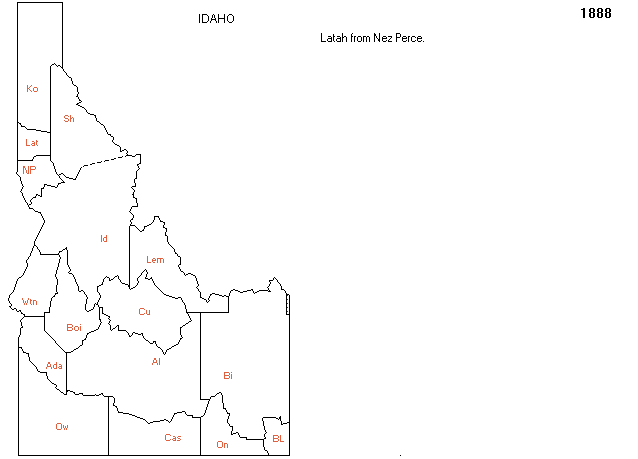 1888
IDAHO
Latah from Nez Perce.
Ko
Sh
Lat
NP
Id
Lem
Wtn
Cu
Boi
Ada
Al
Bi
Ow
Cas
On
BL